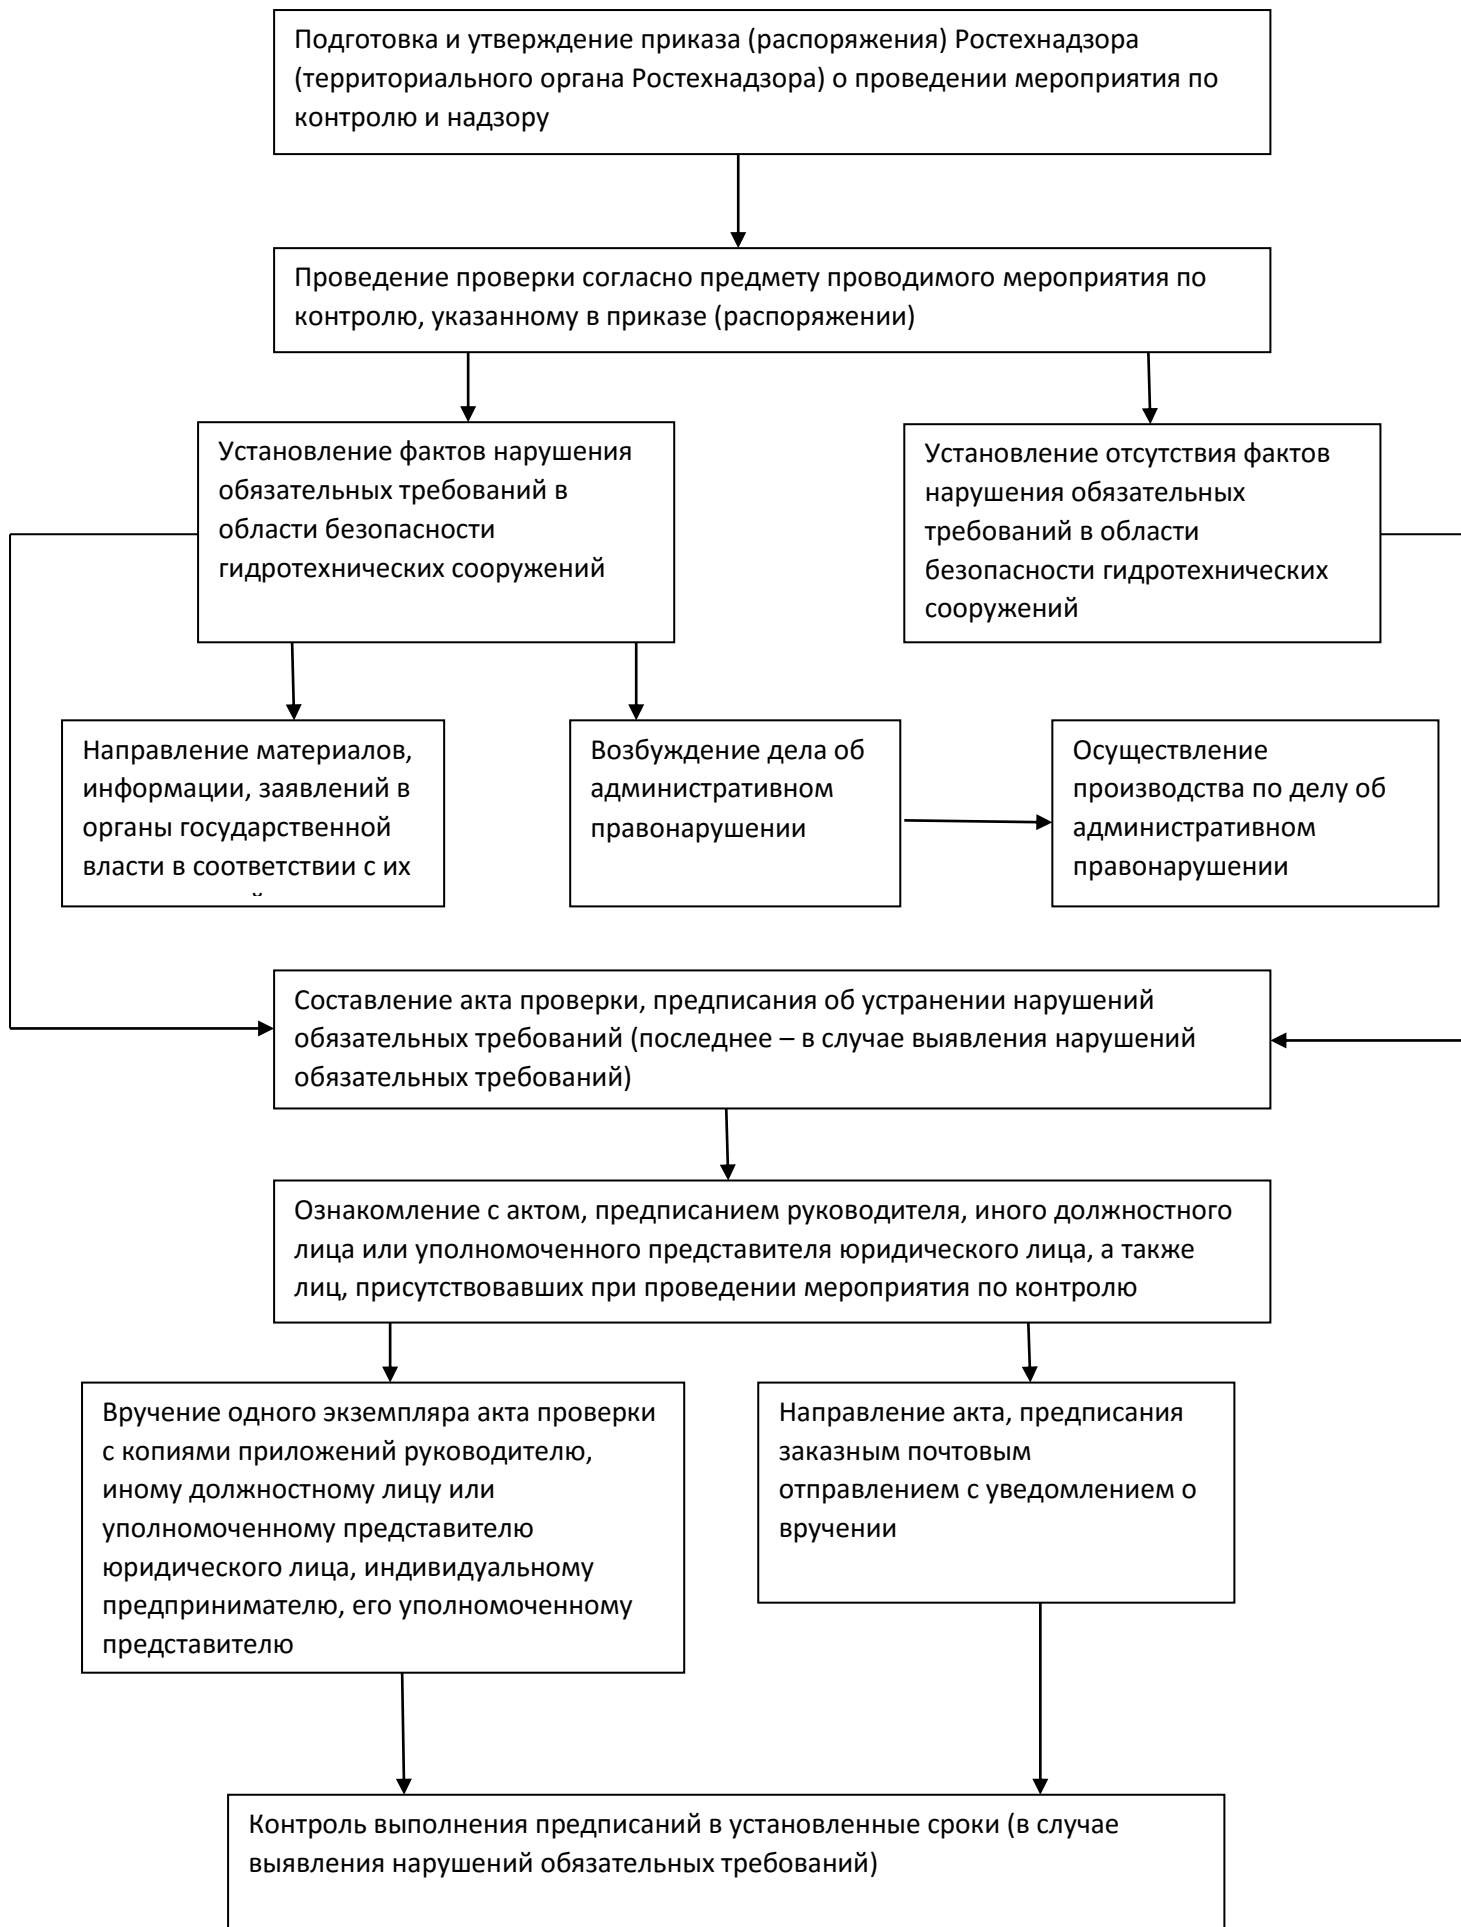 Подготовка и утверждение приказа (распоряжения) Ростехнадзора
(территориального органа Ростехнадзора) о проведении мероприятия по
контролю и надзору
Проведение проверки согласно предмету проводимого мероприятия по
контролю, указанному в приказе (распоряжении)
Установление фактов нарушения
обязательных требований в
области безопасности
гидротехнических сооружений
Установление отсутствия фактов
нарушения обязательных
требований в области
безопасности гидротехнических
сооружений
Направление материалов,
информации, заявлений в
органы государственной
власти в соответствии с их
Возбуждение дела об
административном
правонарушении
Осуществление
производства по делу об
административном
правонарушении
Составление акта проверки, предписания об устранении нарушений
обязательных требований (последнее – в случае выявления нарушений
обязательных требований)
Ознакомление с актом, предписанием руководителя, иного должностного
лица или уполномоченного представителя юридического лица, а также
лиц, присутствовавших при проведении мероприятия по контролю
Вручение одного экземпляра акта проверки
с копиями приложений руководителю,
иному должностному лицу или
уполномоченному представителю
юридического лица, индивидуальному
предпринимателю, его уполномоченному
представителю
Направление акта, предписания
заказным почтовым
отправлением с уведомлением о
вручении
Контроль выполнения предписаний в установленные сроки (в случае
выявления нарушений обязательных требований)